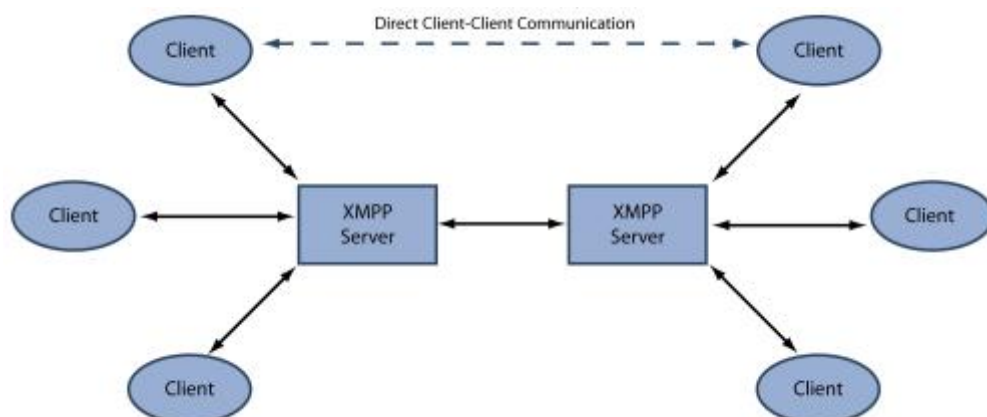 Direct Client-Client Communication
Client
Client
Client
XMPP
Server
XMPP
Server
Client
Client
Client